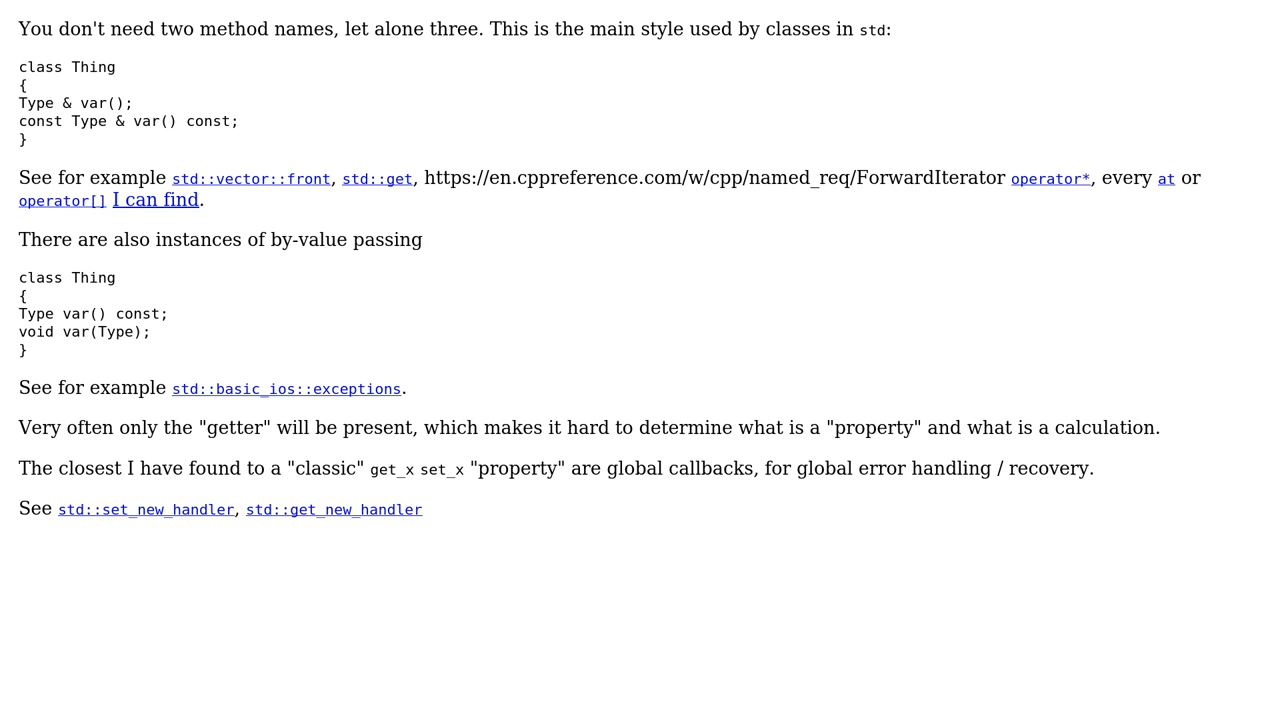 You don't need two method names, let alone three. This is the main style used by classes in std:
class Thing
{
Type & var();
const Type & var() const;
}
See for example std::vector::front, std::get, https://en.cppreference.com/w/cpp/named_req/ForwardIterator operator*, every at or
operator[] I can find.
There are also instances of by-value passing
class Thing
{
Type var() const;
void var(Type);
}
See for example std::basic_ios::exceptions.
Very often only the "getter" will be present, which makes it hard to determine what is a "property" and what is a calculation.
The closest I have found to a "classic" get_x set_x "property" are global callbacks, for global error handling / recovery.
See std::set_new_handler, std::get_new_handler